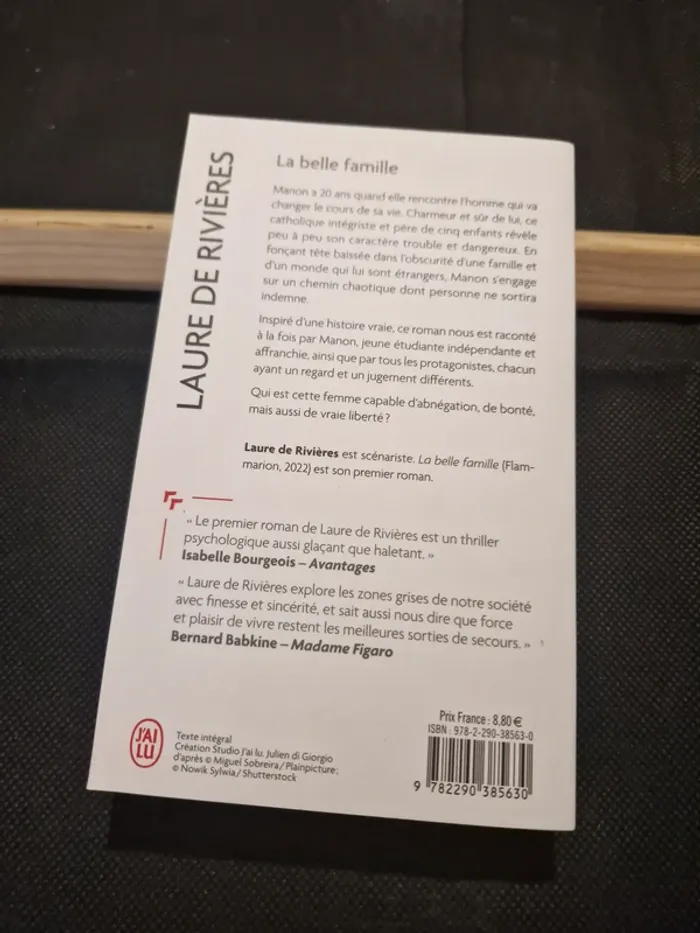 LAURE DE RIVIÈRES
La belle famille
Manon a 20 ans quand elle rencontre l'homme qui va
changer le cours de sa vie. Charmeur et sûr de lui, ce
catholique intégriste et père de cinq enfants révèle
peu à peu son caractère trouble et dangereux. En
fonçant tête baissée dans l'obscurité d'une famille et
d'un monde qui lui sont étrangers, Manon s'engage
sur un chemin chaotique dont personne ne sortira
indemne.
Inspiré d'une histoire vraie, ce roman nous est raconté
à la fois par Manon, jeune étudiante indépendante et
affranchie, ainsi que par tous les protagonistes, chacun
ayant un regard et un jugement différents.
Qui est cette femme capable d'abnégation, de bonté,
mais aussi de vraie liberté ?
Laure de Rivières est scénariste. La belle famille (Flam-
marion, 2022) est son premier roman.
« Le premier roman de Laure de Rivières est un thriller
psychologique aussi glaçant que haletant. »
Isabelle Bourgeois – Avantages
« Laure de Rivières explore les zones grises de notre société
avec finesse et sincérité, et sait aussi nous dire que force
et plaisir de vivre restent les meilleures sorties de secours. »
Bernard Babkine – Madame Figaro
J'AI
LU
Texte intégral
Création Studio J'ai lu. Julien di Giorgio
d'après © Miguel Sobreira / Plainpicture ;
© Nowik Sylwia / Shutterstock
Prix France : 8,80 €
ISBN : 978-2-290-38563-0
9 782290 385630